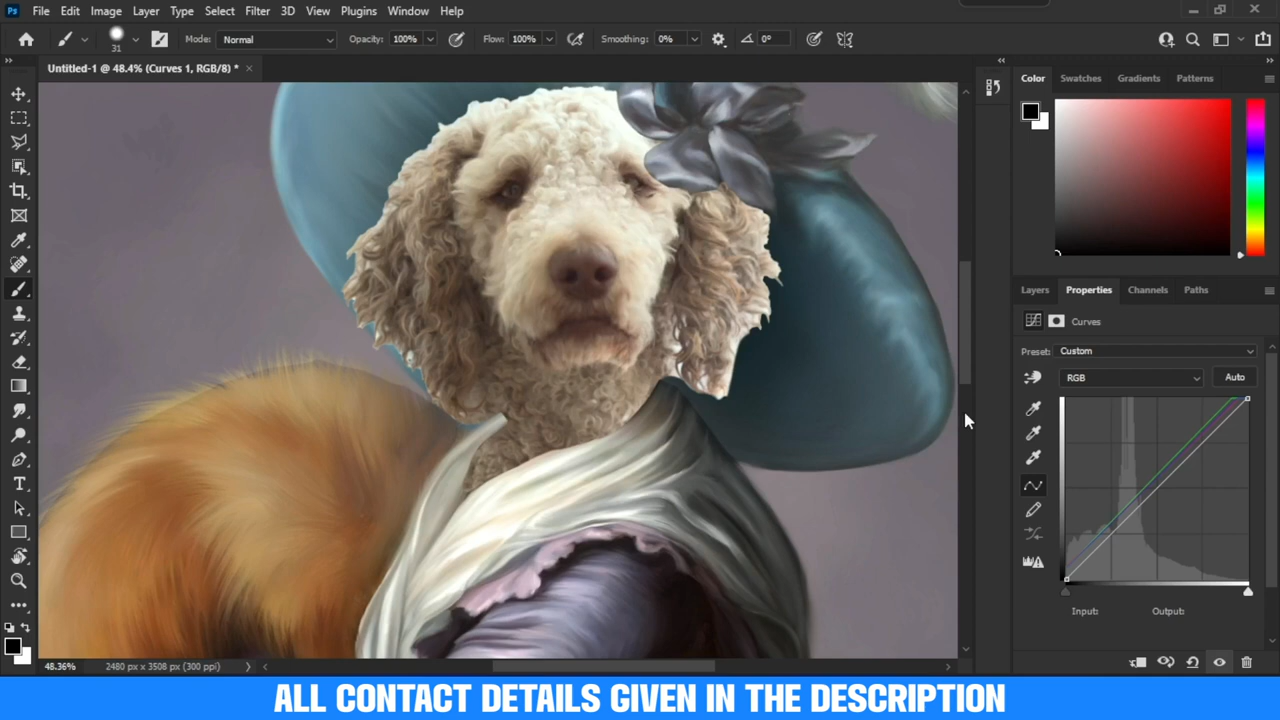 Ps File Edit Image Layer Type Select Filter 3D View Plugins Window Help
31 Mode: Normal Opacity: 100% Flow: 100% Smoothing: 0% 0°
Untitled-1 @ 48.4% (Curves 1, RGB/8) * ×
Color Swatches Gradients Patterns
Layers Properties Channels Paths
Curves
Preset: Custom
RGB Auto
Input: Output:
48.36% 2480 px x 3508 px (300 ppi)
ALL CONTACT DETAILS GIVEN IN THE DESCRIPTION